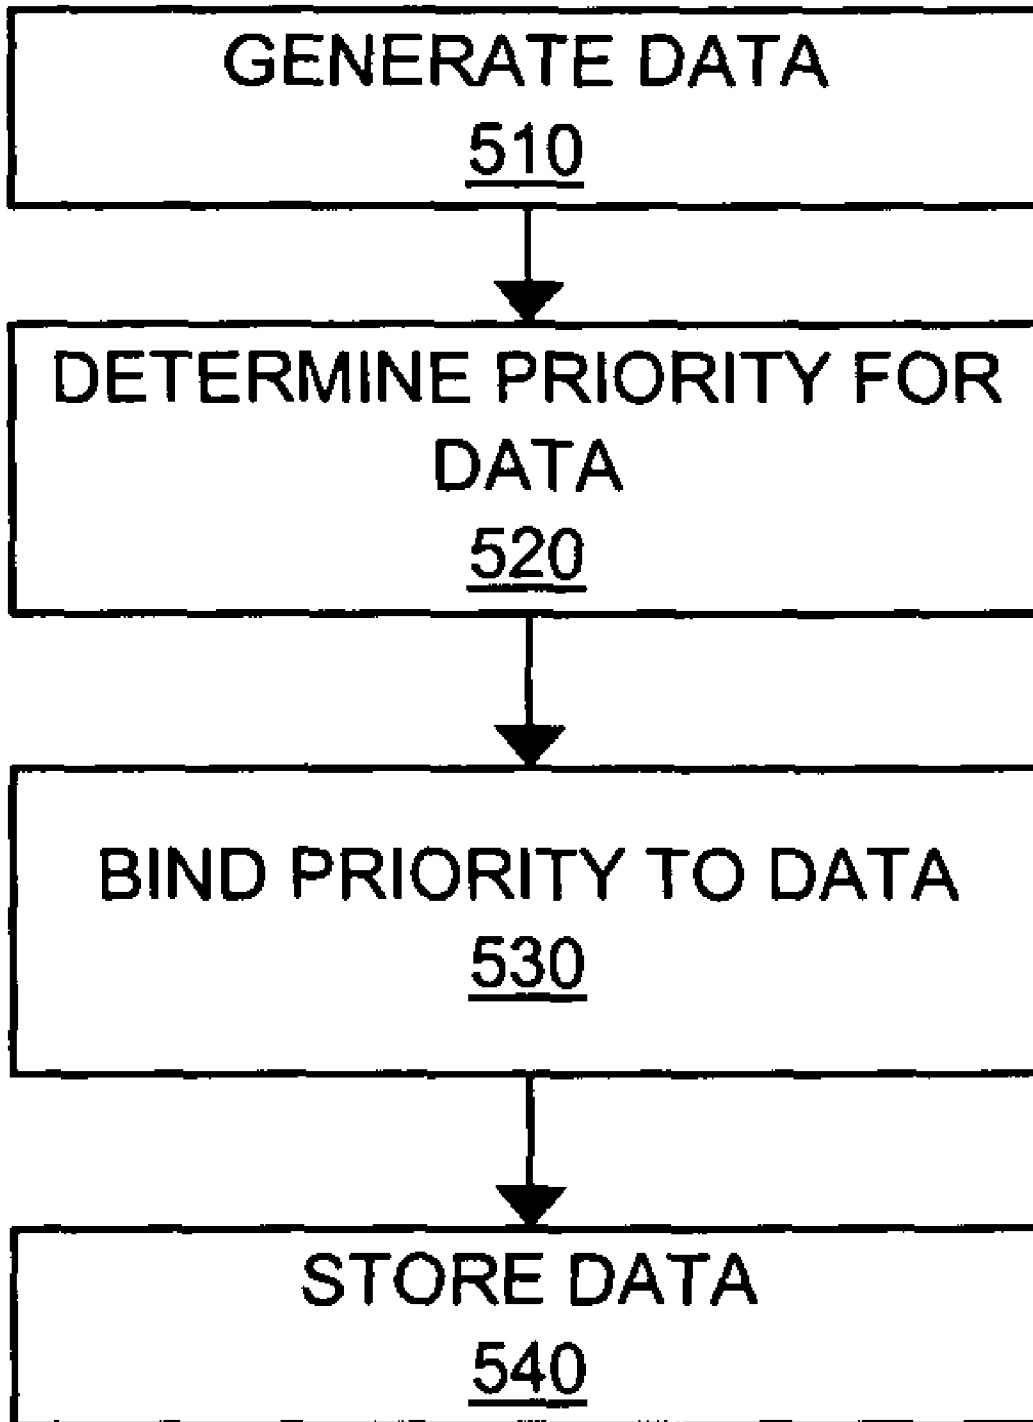 GENERATE DATA
510
DETERMINE PRIORITY FOR
DATA
520
BIND PRIORITY TO DATA
530
STORE DATA
540